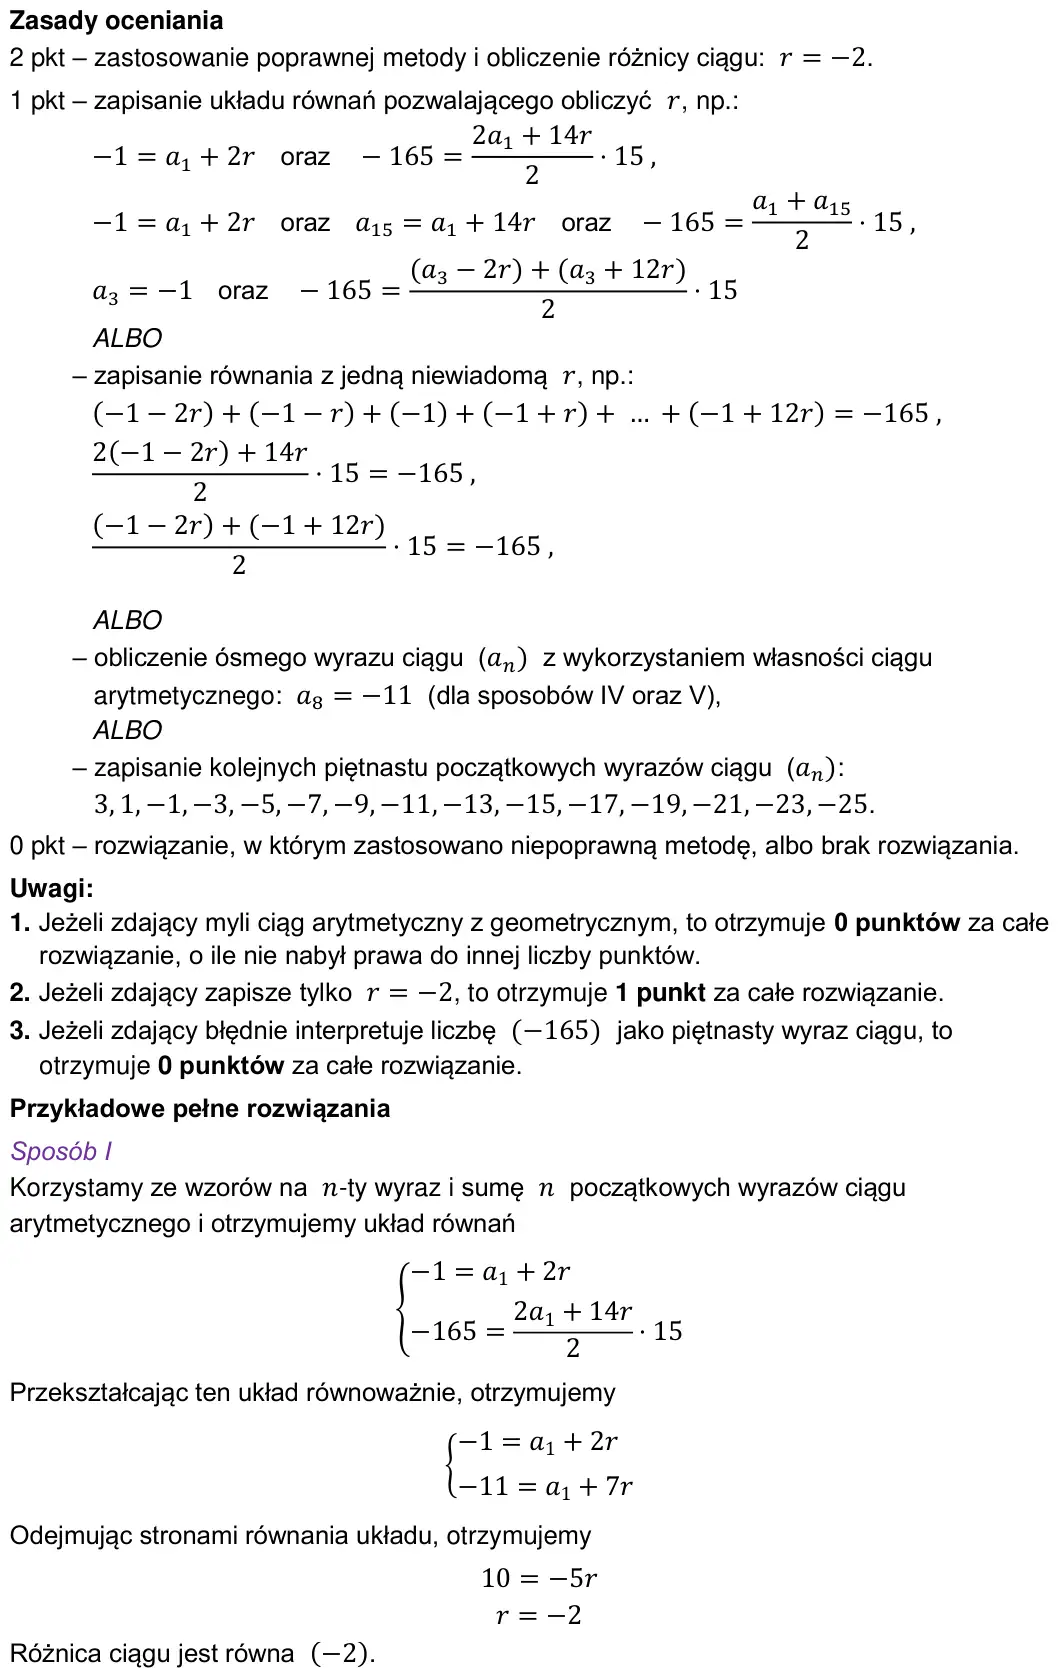 Zasady oceniania
2 pkt – zastosowanie poprawnej metody i obliczenie różnicy ciągu: r = −2.
1 pkt – zapisanie układu równań pozwalającego obliczyć r, np.:
−1 = a₁ + 2r oraz − 165 = (2a₁ + 14r)/2 · 15 ,
−1 = a₁ + 2r oraz a₁₅ = a₁ + 14r oraz − 165 = (a₁ + a₁₅)/2 · 15 ,
a₃ = −1 oraz − 165 = ((a₃ − 2r) + (a₃ + 12r))/2 · 15
ALBO
– zapisanie równania z jedną niewiadomą r, np.:
(−1 − 2r) + (−1 − r) + (−1) + (−1 + r) + … + (−1 + 12r) = −165 ,
(2(−1 − 2r) + 14r)/2 · 15 = −165 ,
((−1 − 2r) + (−1 + 12r))/2 · 15 = −165 ,
ALBO
– obliczenie ósmego wyrazu ciągu (aₙ) z wykorzystaniem własności ciągu
arytmetycznego: a₈ = −11 (dla sposobów IV oraz V),
ALBO
– zapisanie kolejnych piętnastu początkowych wyrazów ciągu (aₙ):
3, 1, −1, −3, −5, −7, −9, −11, −13, −15, −17, −19, −21, −23, −25.
0 pkt – rozwiązanie, w którym zastosowano niepoprawną metodę, albo brak rozwiązania.
Uwagi:
1. Jeżeli zdający myli ciąg arytmetyczny z geometrycznym, to otrzymuje 0 punktów za całe
rozwiązanie, o ile nie nabył prawa do innej liczby punktów.
2. Jeżeli zdający zapisze tylko r = −2, to otrzymuje 1 punkt za całe rozwiązanie.
3. Jeżeli zdający błędnie interpretuje liczbę (−165) jako piętnasty wyraz ciągu, to
otrzymuje 0 punktów za całe rozwiązanie.
Przykładowe pełne rozwiązania
Sposób I
Korzystamy ze wzorów na n-ty wyraz i sumę n początkowych wyrazów ciągu
arytmetycznego i otrzymujemy układ równań
{ −1 = a₁ + 2r
−165 = (2a₁ + 14r)/2 · 15
Przekształcając ten układ równoważnie, otrzymujemy
{ −1 = a₁ + 2r
−11 = a₁ + 7r
Odejmując stronami równania układu, otrzymujemy
10 = −5r
r = −2
Różnica ciągu jest równa (−2).